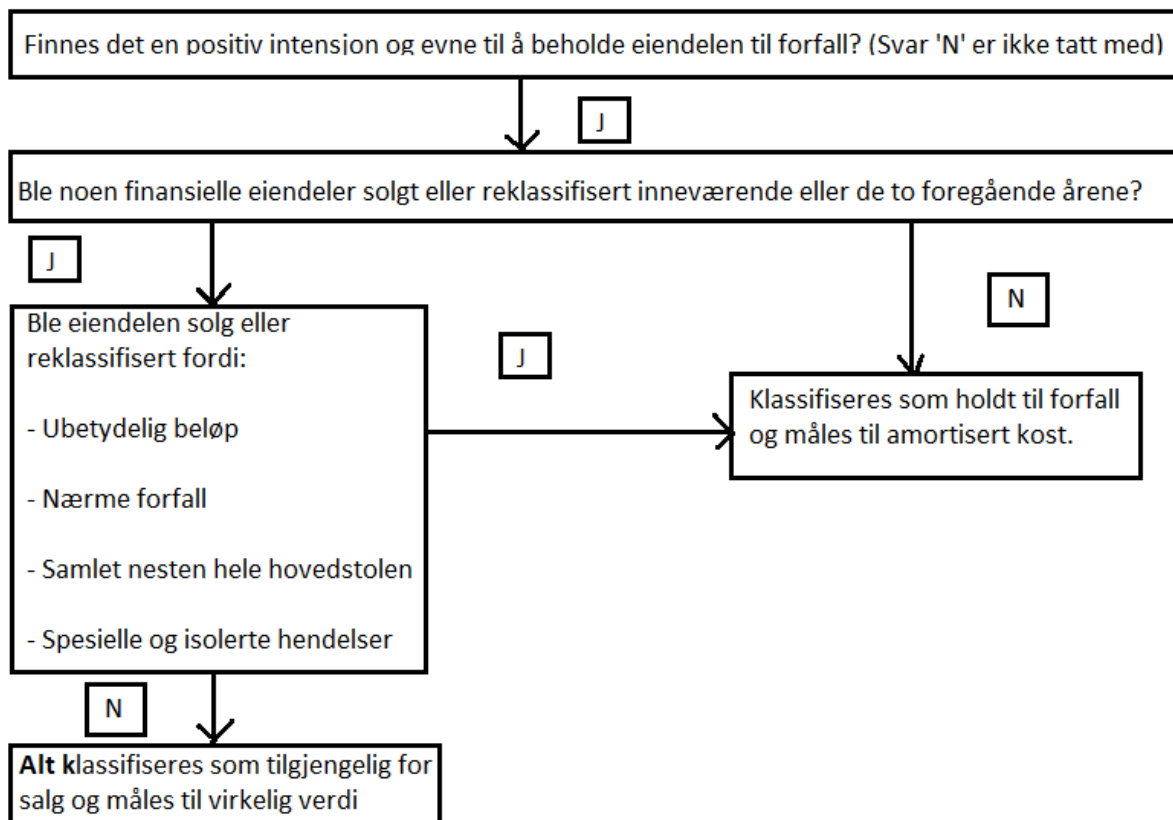 Finnes det en positiv intensjon og evne til å beholde eiendelen til forfall? (Svar 'N' er ikke tatt med)
J
Ble noen finansielle eiendeler solgt eller reklassifisert inneværende eller de to foregående årene?
J
N
Ble eiendelen solg eller
reklassifisert fordi:
- Ubetydelig beløp
- Nærme forfall
- Samlet nesten hele hovedstolen
- Spesielle og isolerte hendelser
J
Klassifiseres som holdt til forfall
og måles til amortisert kost.
N
Alt klassifiseres som tilgjengelig for
salg og måles til virkelig verdi